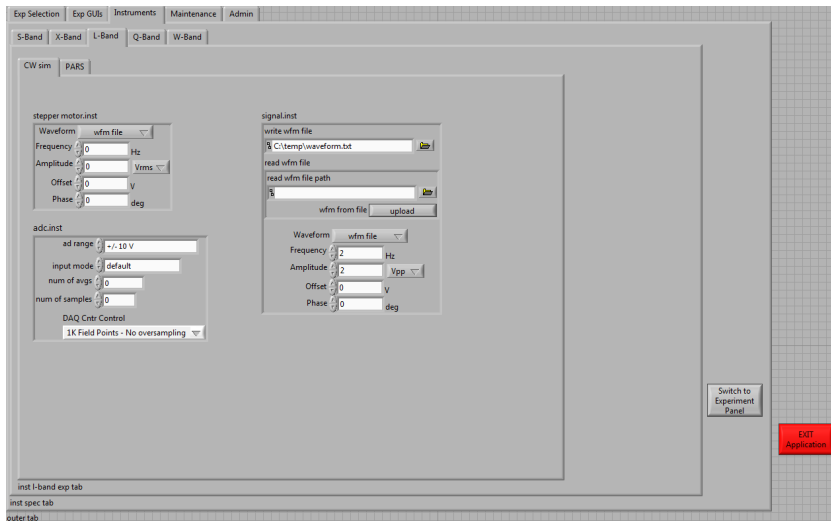 Exp Selection Exp GUIs Instruments Maintenance Admin
S-Band X-Band L-Band Q-Band W-Band
CW sim PARS
stepper motor.inst
Waveform wfm file
Frequency 0 Hz
Amplitude 0 Vrms
Offset 0 V
Phase 0 deg
adc.inst
ad range +/- 10 V
input mode default
num of avgs 0
num of samples 0
DAQ Cntr Control
1K Field Points - No oversampling
signal.inst
write wfm file
C:\temp\waveform.txt
read wfm file
read wfm file path
wfm from file upload
Waveform wfm file
Frequency 2 Hz
Amplitude 2 Vpp
Offset 0 V
Phase 0 deg
Switch to
Experiment
Panel
EXIT
Application
inst l-band exp tab
inst spec tab
outer tab